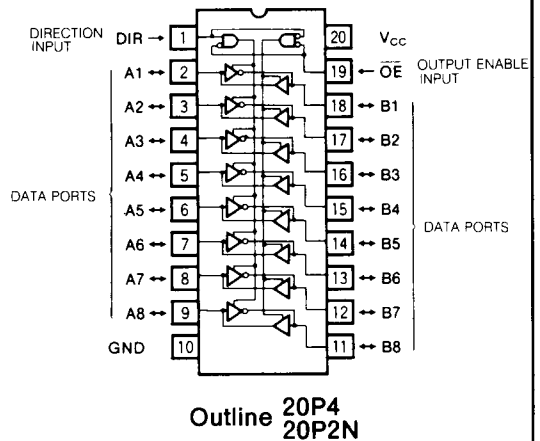 DIRECTION INPUT DIR → 1
20 VCC
A1 ↔ 2
19 ← OE OUTPUT ENABLE INPUT
A2 ↔ 3
18 ↔ B1
A3 ↔ 4
17 ↔ B2
A4 ↔ 5
16 ↔ B3
DATA PORTS
A5 ↔ 6
15 ↔ B4
A6 ↔ 7
14 ↔ B5
DATA PORTS
A7 ↔ 8
13 ↔ B6
A8 ↔ 9
12 ↔ B7
GND 10
11 ↔ B8
Outline 20P4
20P2N